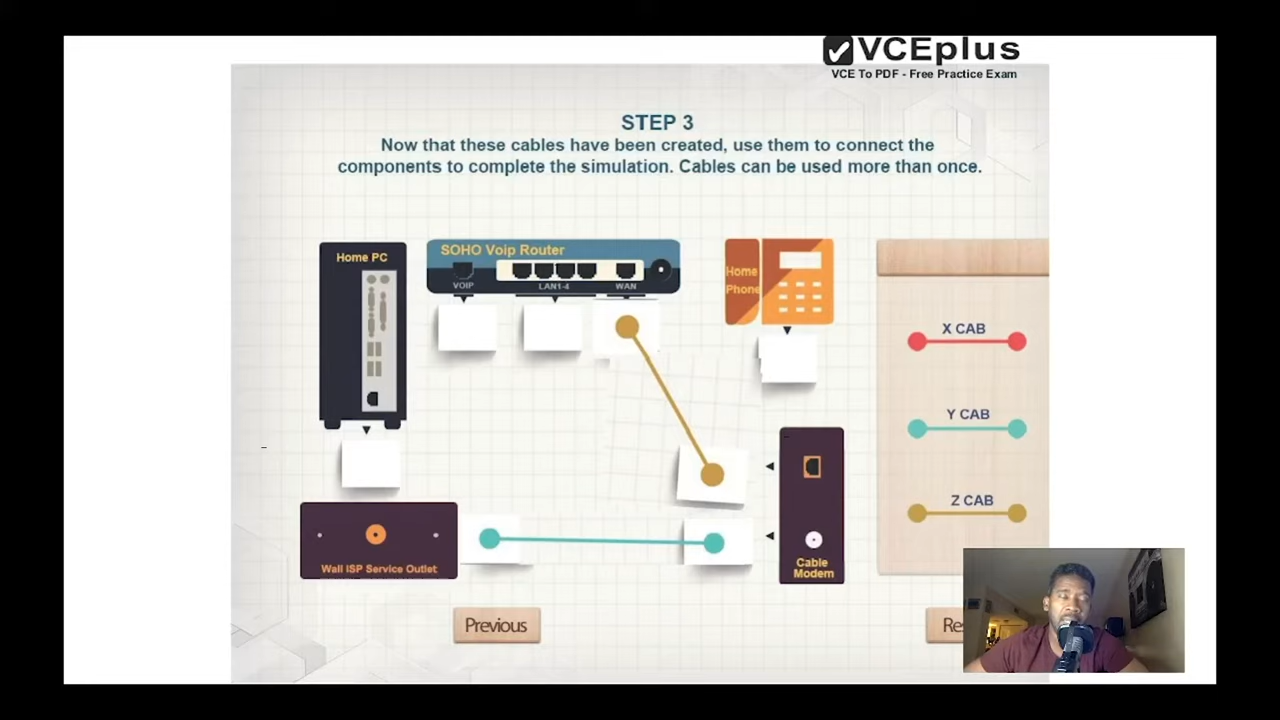 VCEplus
VCE To PDF - Free Practice Exam
STEP 3
Now that these cables have been created, use them to connect the
components to complete the simulation. Cables can be used more than once.
Home PC
SOHO Voip Router
VOIP
LAN1-4
WAN
Home
Phone
X CAB
Y CAB
Z CAB
Wall ISP Service Outlet
Cable
Modem
Previous
Res